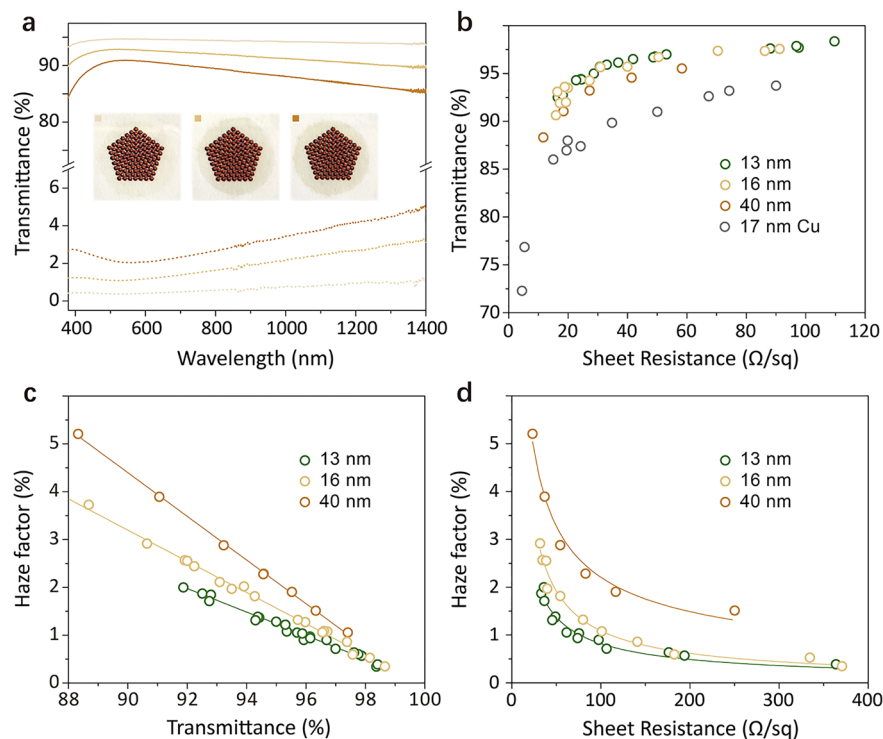 a
Transmittance (%)
90
80
6
4
2
0
400
600
800
1000
1200
1400
Wavelength (nm)
b
Transmittance (%)
100
95
90
85
80
75
70
0
20
40
60
80
100
120
Sheet Resistance (Ω/sq)
13 nm
16 nm
40 nm
17 nm Cu
c
Haze factor (%)
5
4
3
2
1
0
88
90
92
94
96
98
100
Transmittance (%)
13 nm
16 nm
40 nm
d
Haze factor (%)
5
4
3
2
1
0
0
100
200
300
400
Sheet Resistance (Ω/sq)
13 nm
16 nm
40 nm